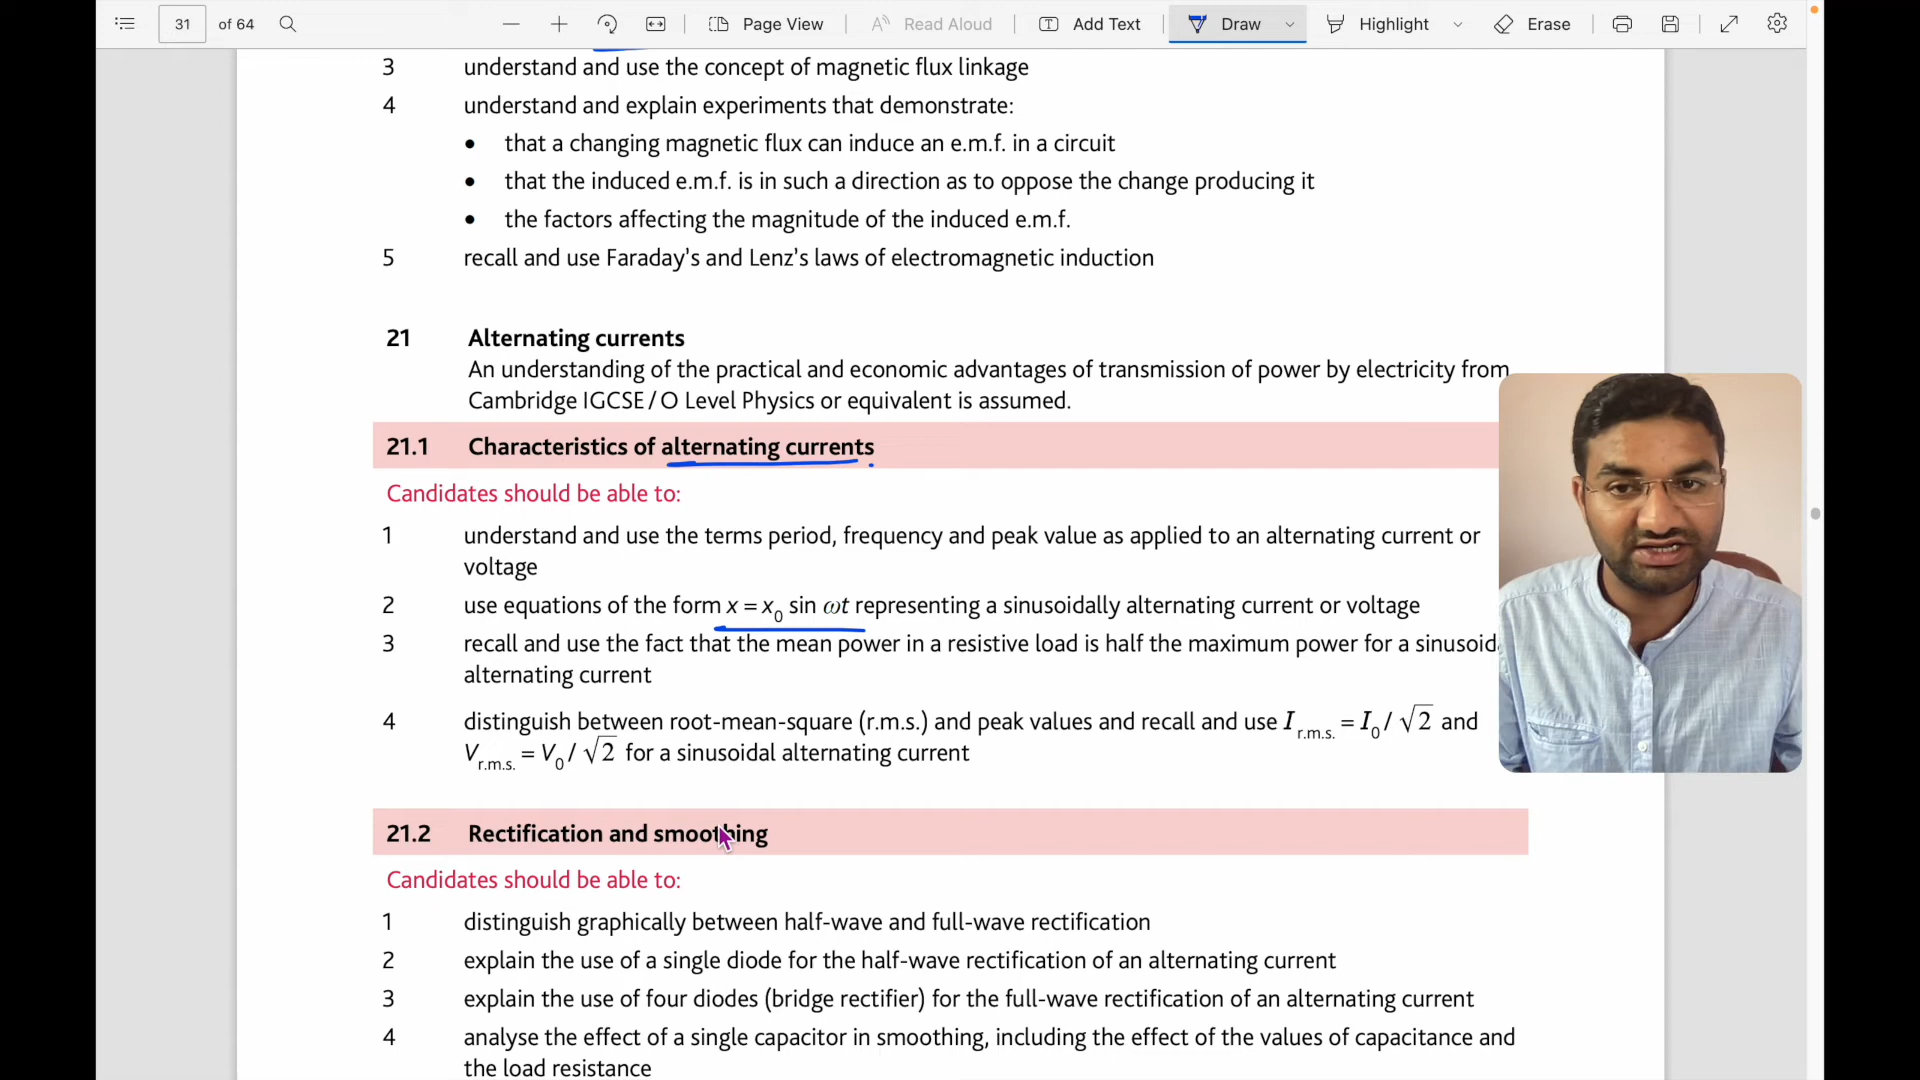 31 of 64 Page View Read Aloud Add Text Draw Highlight Erase
3 understand and use the concept of magnetic flux linkage
4 understand and explain experiments that demonstrate:
• that a changing magnetic flux can induce an e.m.f. in a circuit
• that the induced e.m.f. is in such a direction as to oppose the change producing it
• the factors affecting the magnitude of the induced e.m.f.
5 recall and use Faraday’s and Lenz’s laws of electromagnetic induction
21 Alternating currents
An understanding of the practical and economic advantages of transmission of power by electricity from
Cambridge IGCSE / O Level Physics or equivalent is assumed.
21.1 Characteristics of alternating currents
Candidates should be able to:
1 understand and use the terms period, frequency and peak value as applied to an alternating current or
voltage
2 use equations of the form x = x₀ sin ωt representing a sinusoidally alternating current or voltage
3 recall and use the fact that the mean power in a resistive load is half the maximum power for a
alternating current
4 distinguish between root-mean-square (r.m.s.) and peak values and recall and use I r.m.s. = I₀ / √2 and
V r.m.s. = V₀ / √2 for a sinusoidal alternating current
21.2 Rectification and smoothing
Candidates should be able to:
1 distinguish graphically between half-wave and full-wave rectification
2 explain the use of a single diode for the half-wave rectification of an alternating current
3 explain the use of four diodes (bridge rectifier) for the full-wave rectification of an alternating current
4 analyse the effect of a single capacitor in smoothing, including the effect of the values of capacitance and
the load resistance